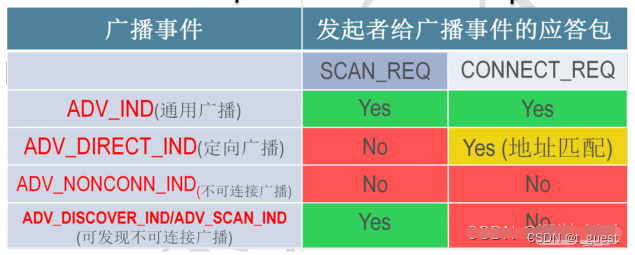 广播事件 发起者给广播事件的应答包
SCAN_REQ CONNECT_REQ
ADV_IND(通用广播) Yes Yes
ADV_DIRECT_IND(定向广播) No Yes (地址匹配)
ADV_NONCONN_IND(不可连接广播) No No
ADV_DISCOVER_IND/ADV_SCAN_IND
(可发现不可连接广播) Yes No
CSDN @t_guest